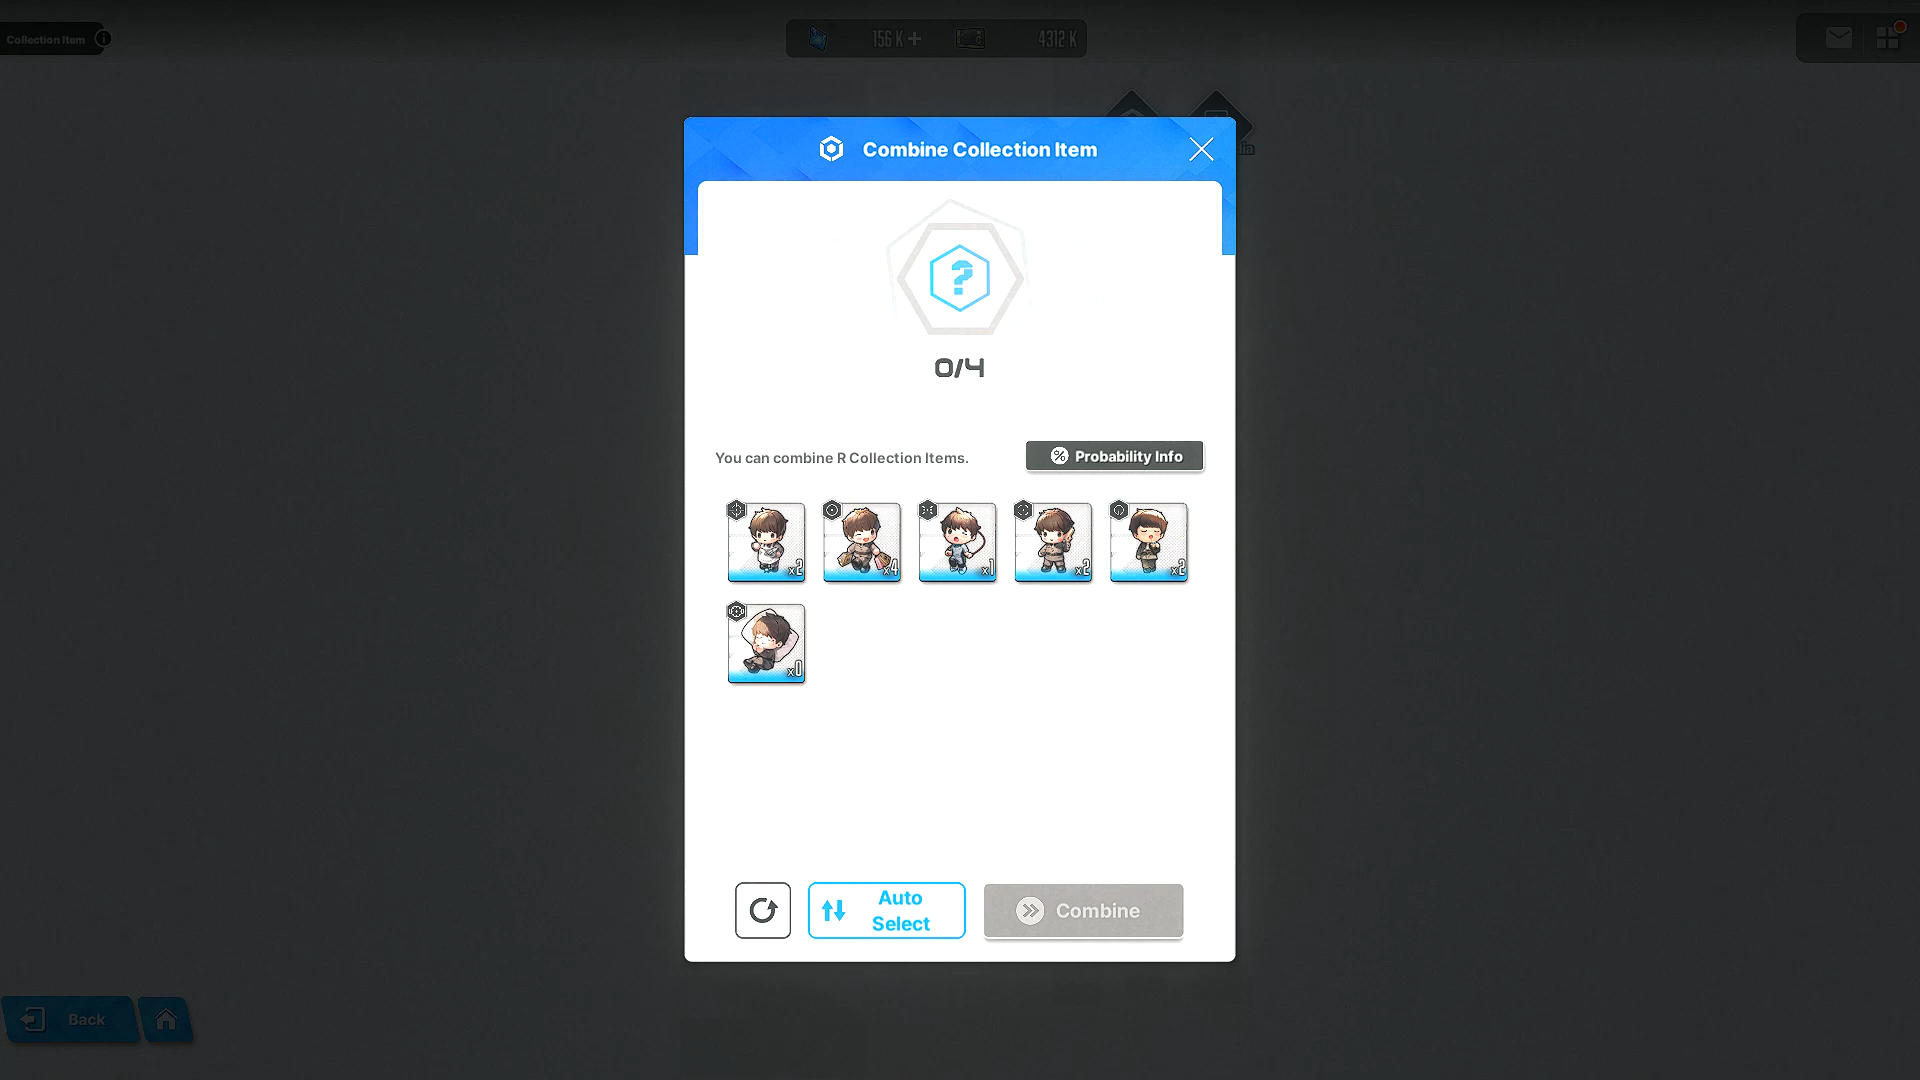 Collection Item
156 K
4312 K
Combine Collection Item
0/4
You can combine R Collection Items.
Probability Info
x2
x4
x1
x2
x2
x0
Auto
Select
Combine
Back